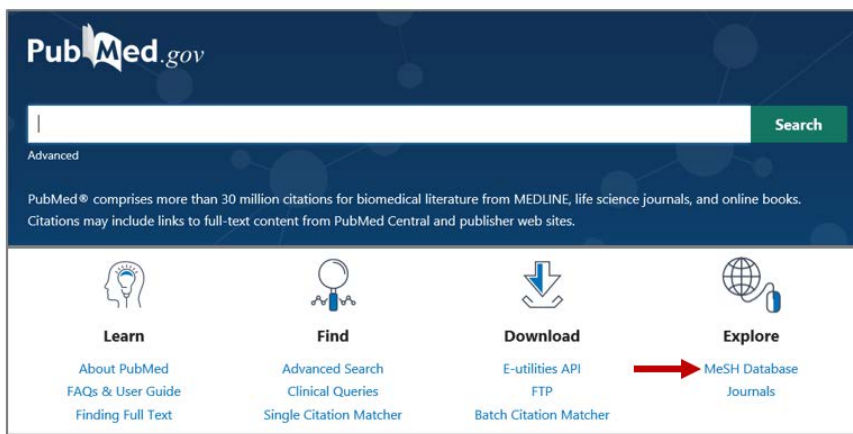 PubMed.gov
Search
Advanced
PubMed® comprises more than 30 million citations for biomedical literature from MEDLINE, life science journals, and online books.
Citations may include links to full-text content from PubMed Central and publisher web sites.
Learn
About PubMed
FAQs & User Guide
Finding Full Text
Find
Advanced Search
Clinical Queries
Single Citation Matcher
Download
E-utilities API
FTP
Batch Citation Matcher
Explore
MeSH Database
Journals